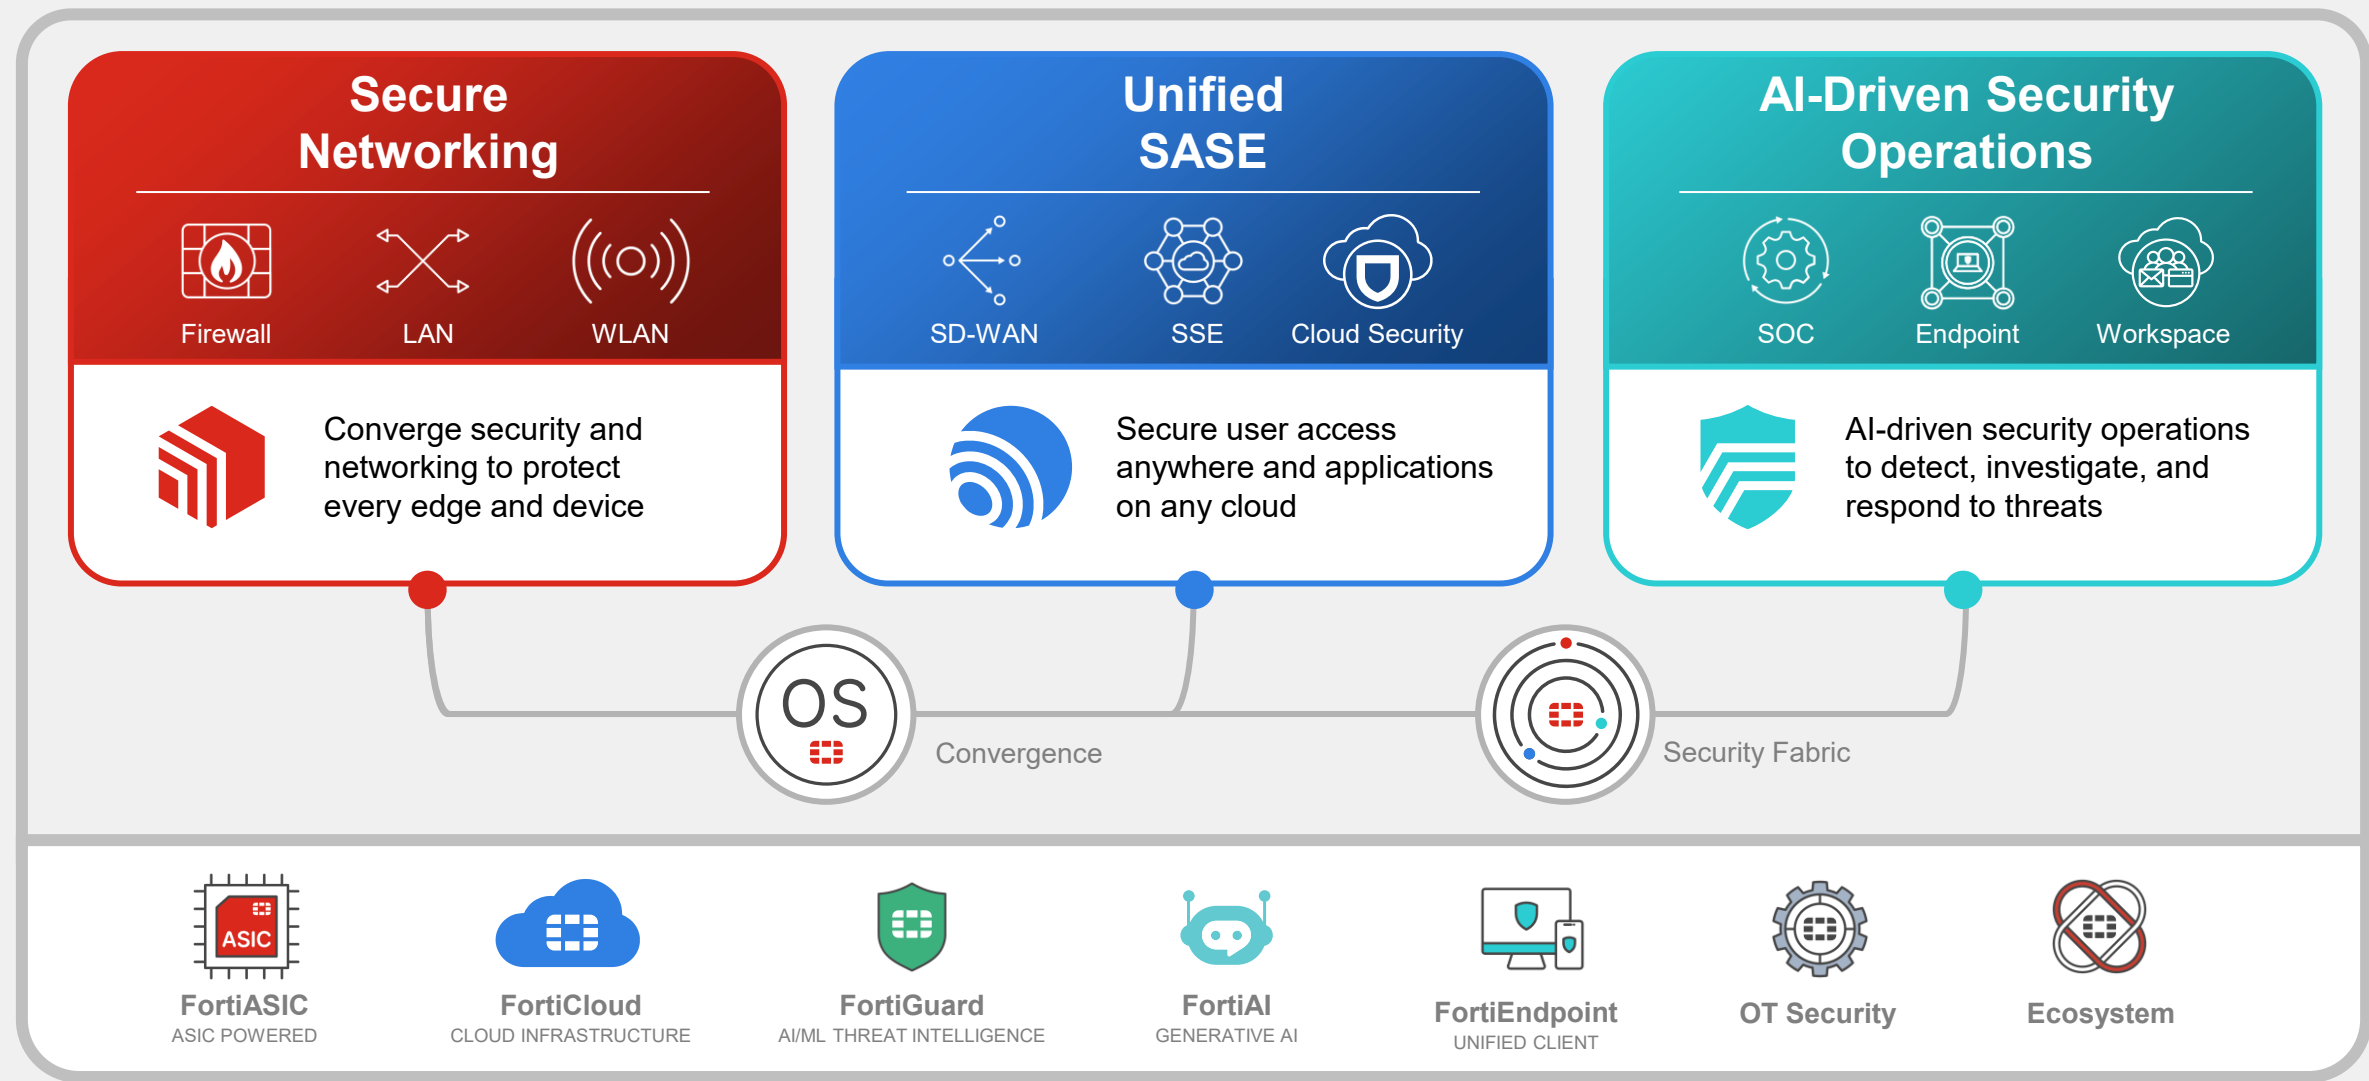 Secure
Networking
Firewall
LAN
WLAN
Converge security and
networking to protect
every edge and device
Unified
SASE
SD-WAN
SSE
Cloud Security
Secure user access
anywhere and applications
on any cloud
AI-Driven Security
Operations
SOC
Endpoint
Workspace
AI-driven security operations
to detect, investigate, and
respond to threats
OS
Convergence
Security Fabric
ASIC
FortiASIC
ASIC POWERED
FortiCloud
CLOUD INFRASTRUCTURE
FortiGuard
AI/ML THREAT INTELLIGENCE
FortiAI
GENERATIVE AI
FortiEndpoint
UNIFIED CLIENT
OT Security
Ecosystem